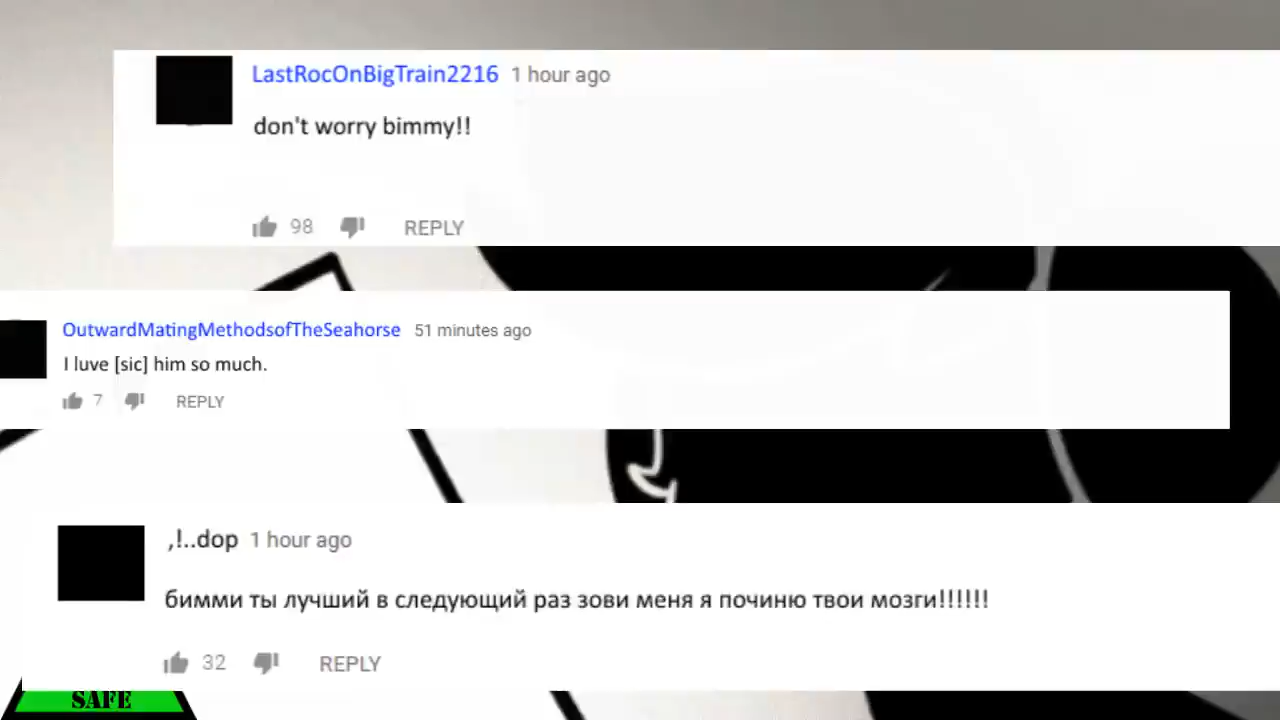 LastRocOnBigTrain2216 1 hour ago
don't worry bimmy!!
98 REPLY
OutwardMatingMethodsofTheSeahorse 51 minutes ago
I luve [sic] him so much.
7 REPLY
,!..dop 1 hour ago
бимми ты лучший в следующий раз зови меня я починю твои мозги!!!!!!
32 REPLY
SAFE